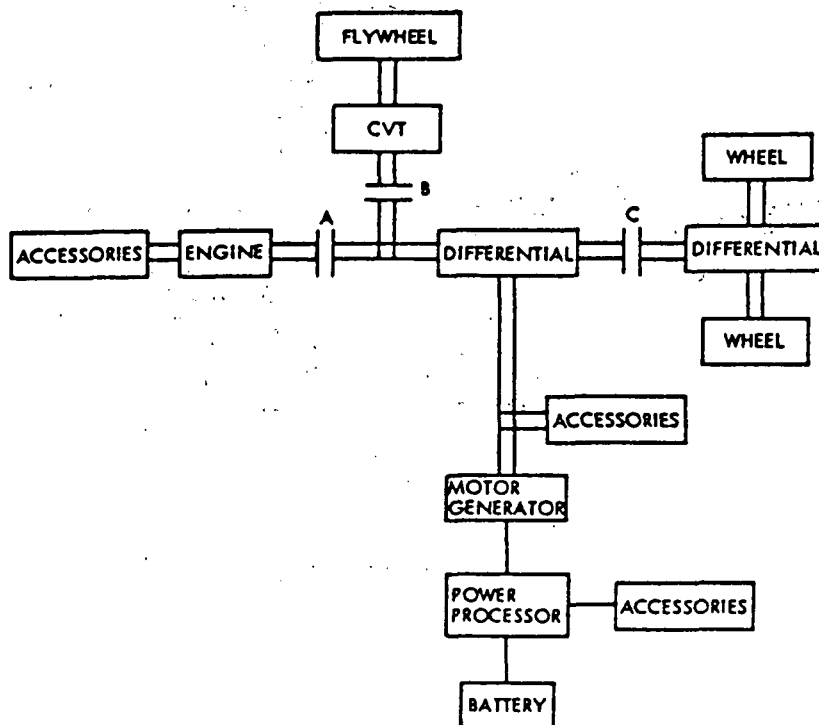 FLYWHEEL
CVT
B
A
C
WHEEL
ACCESSORIES
ENGINE
DIFFERENTIAL
DIFFERENTIAL
WHEEL
ACCESSORIES
MOTOR
GENERATOR
POWER
PROCESSOR
ACCESSORIES
BATTERY